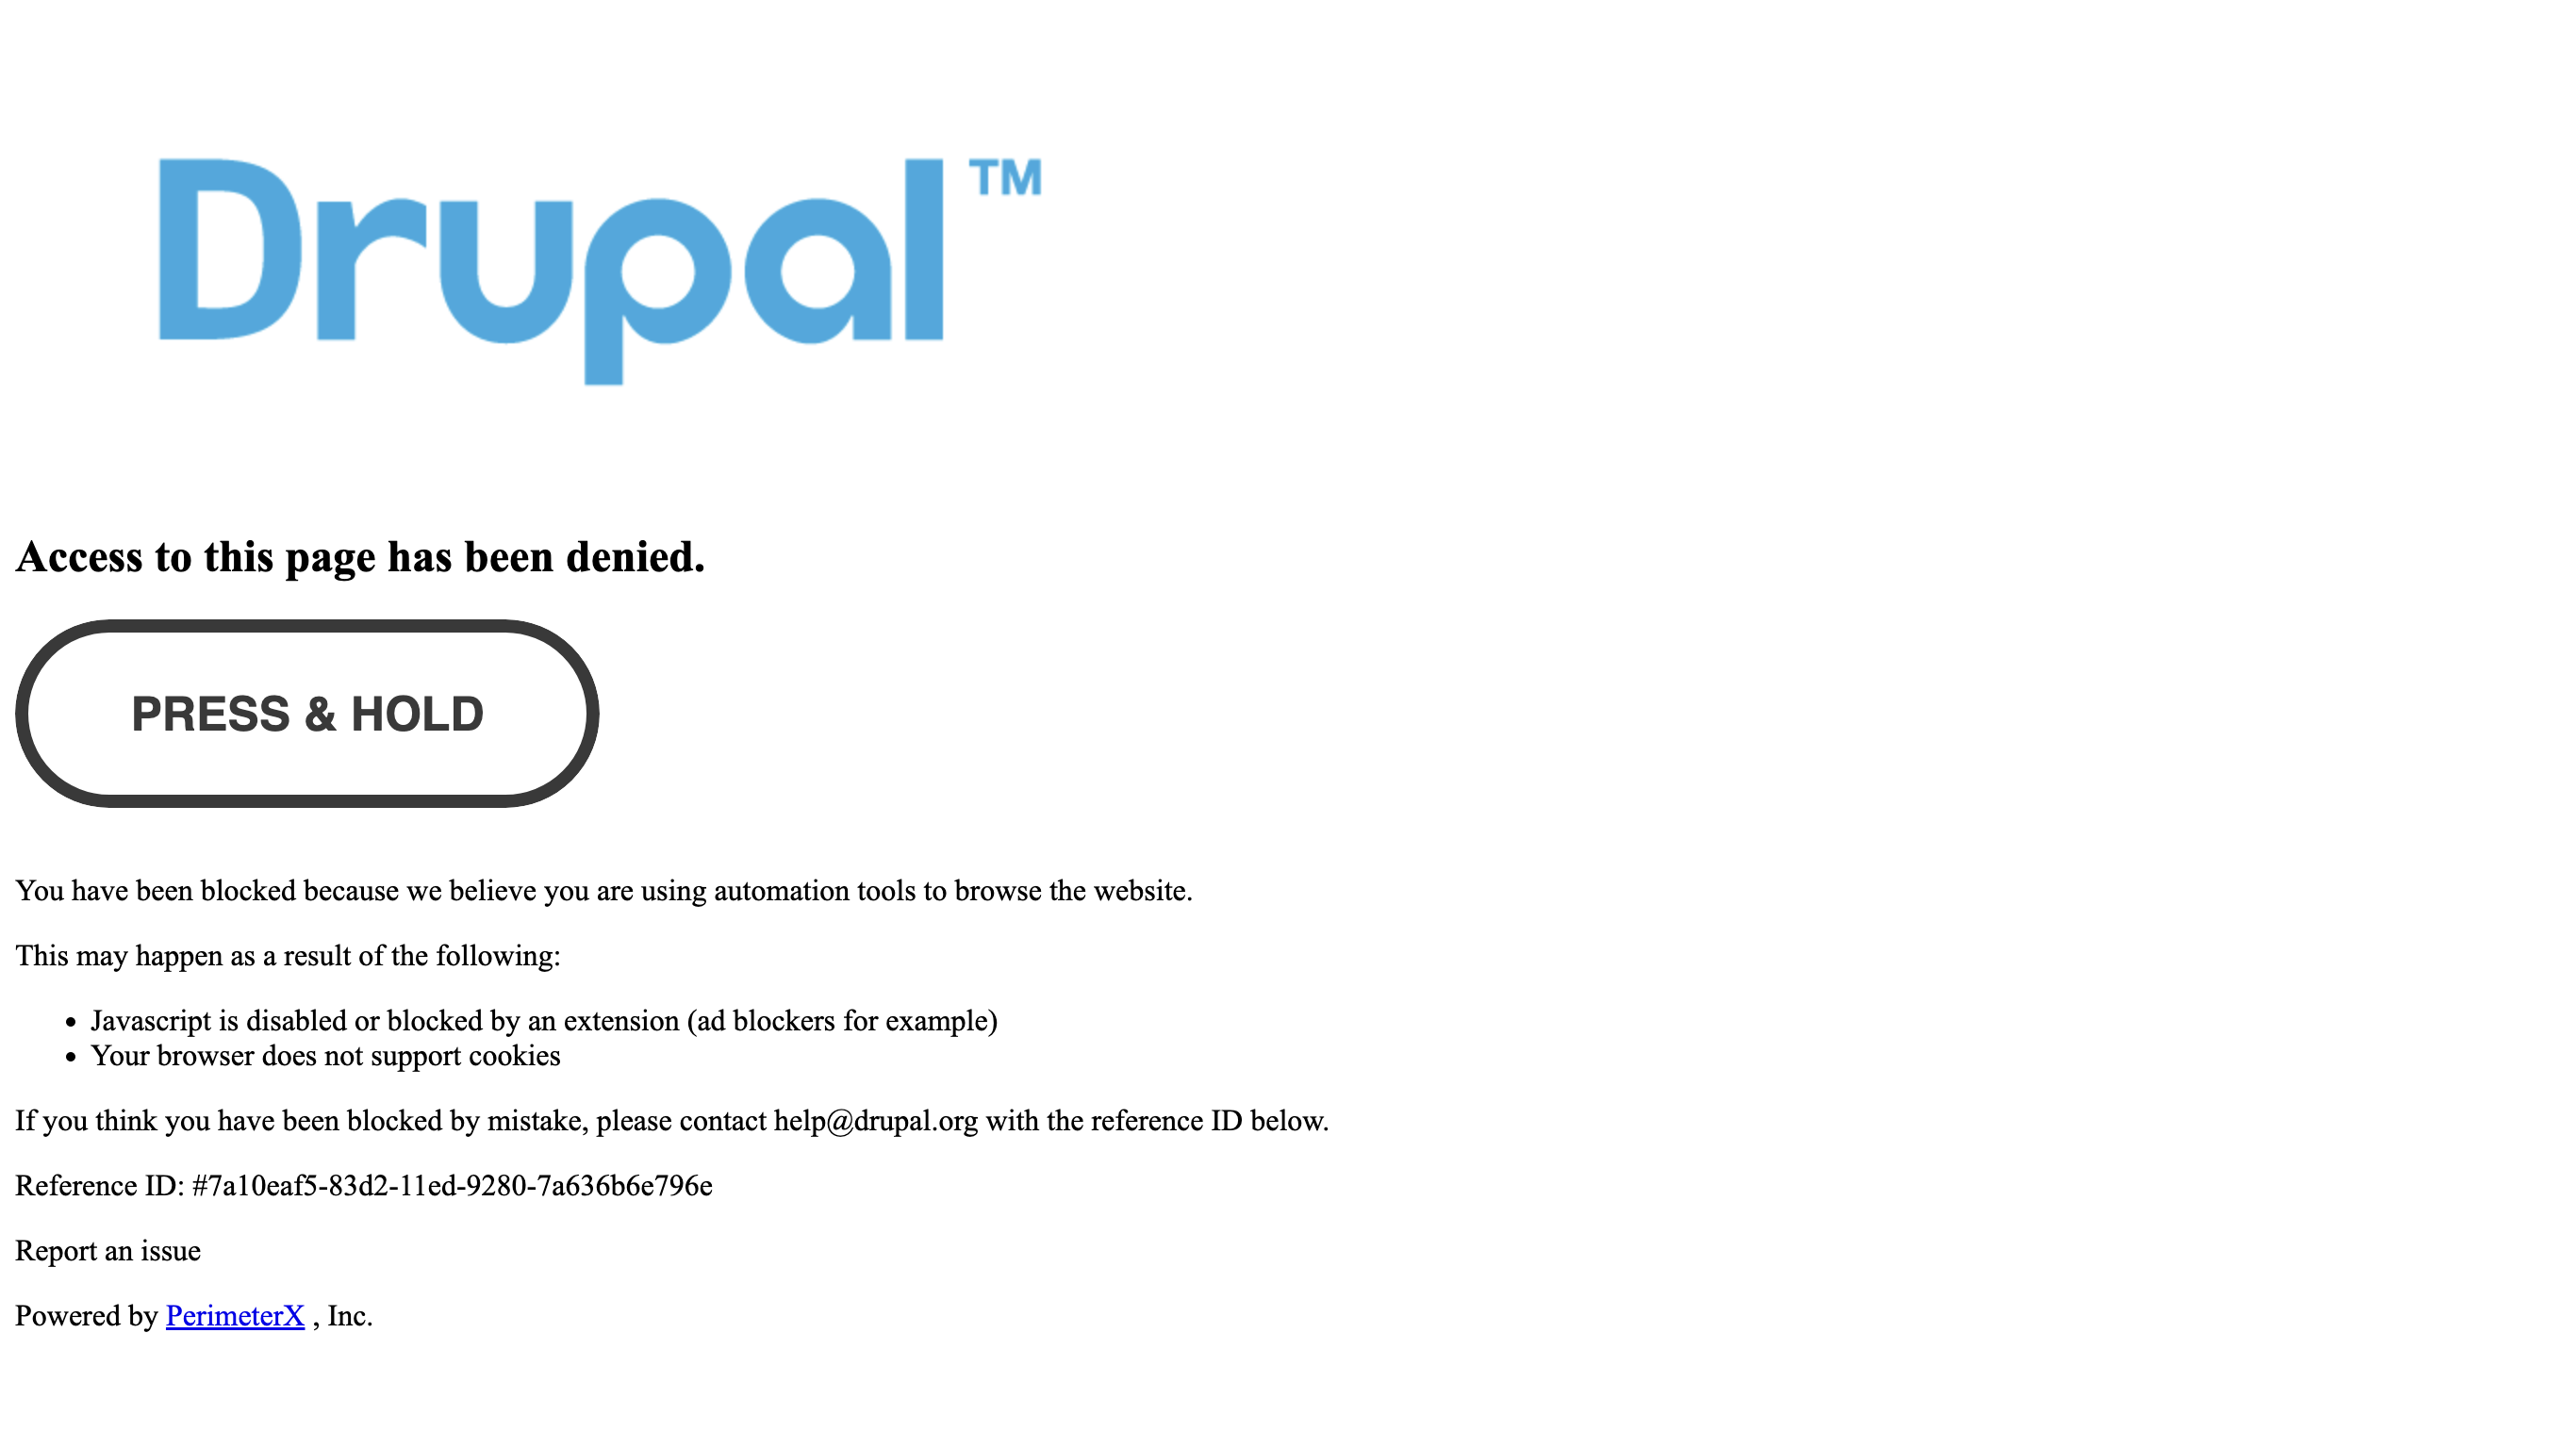 Drupal™
Access to this page has been denied.
PRESS & HOLD
You have been blocked because we believe you are using automation tools to browse the website.
This may happen as a result of the following:
• Javascript is disabled or blocked by an extension (ad blockers for example)
• Your browser does not support cookies
If you think you have been blocked by mistake, please contact help@drupal.org with the reference ID below.
Reference ID: #7a10eaf5-83d2-11ed-9280-7a636b6e796e
Report an issue
Powered by PerimeterX , Inc.